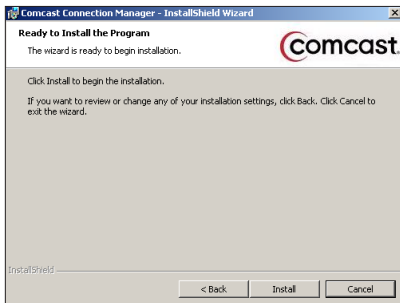 Comcast Connection Manager - InstallShield Wizard
Ready to Install the Program
The wizard is ready to begin installation.
comcast.
Click Install to begin the installation.
If you want to review or change any of your installation settings, click Back. Click Cancel to
exit the wizard.
InstallShield
< Back
Install
Cancel